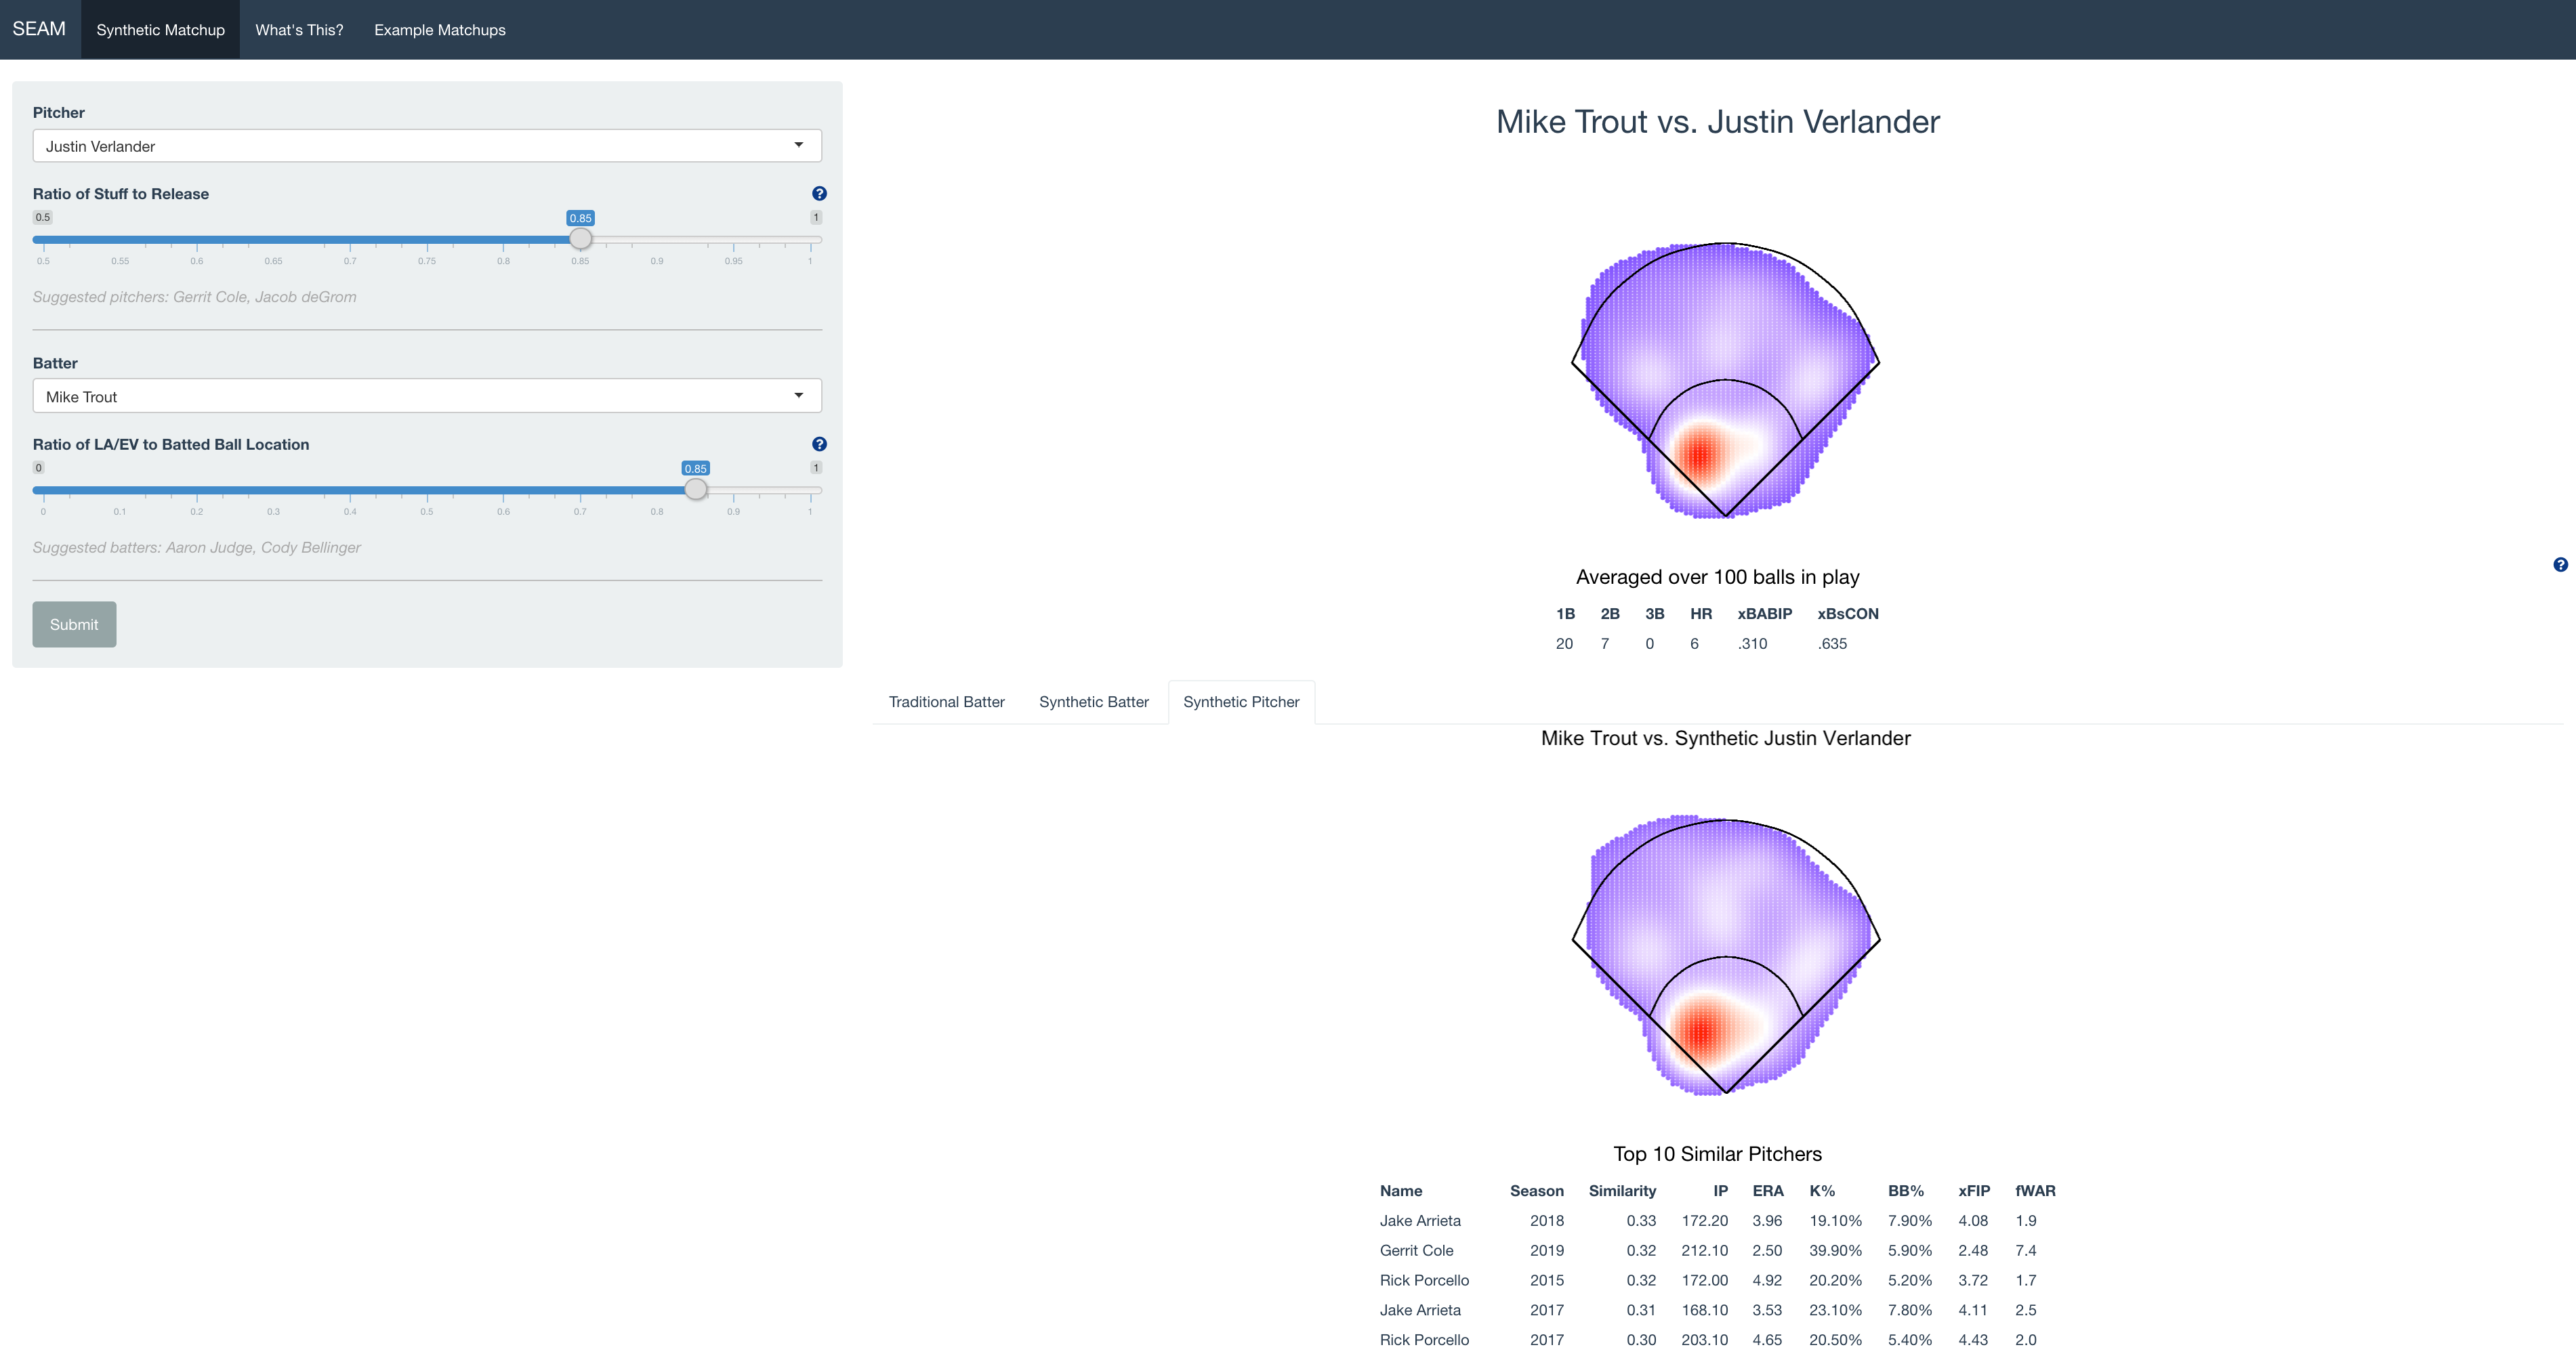 SEAM Synthetic Matchup What's This? Example Matchups
Pitcher
Justin Verlander
Ratio of Stuff to Release
0.5 0.85 1
0.5 0.55 0.6 0.65 0.7 0.75 0.8 0.85 0.9 0.95 1
Suggested pitchers: Gerrit Cole, Jacob deGrom
Batter
Mike Trout
Ratio of LA/EV to Batted Ball Location
0 0.85 1
0 0.1 0.2 0.3 0.4 0.5 0.6 0.7 0.8 0.9 1
Suggested batters: Aaron Judge, Cody Bellinger
Submit
Mike Trout vs. Justin Verlander
Averaged over 100 balls in play
1B 2B 3B HR xBABIP xBsCON
20 7 0 6 .310 .635
Traditional Batter Synthetic Batter Synthetic Pitcher
Mike Trout vs. Synthetic Justin Verlander
Top 10 Similar Pitchers
Name Season Similarity IP ERA K% BB% xFIP fWAR
Jake Arrieta 2018 0.33 172.20 3.96 19.10% 7.90% 4.08 1.9
Gerrit Cole 2019 0.32 212.10 2.50 39.90% 5.90% 2.48 7.4
Rick Porcello 2015 0.32 172.00 4.92 20.20% 5.20% 3.72 1.7
Jake Arrieta 2017 0.31 168.10 3.53 23.10% 7.80% 4.11 2.5
Rick Porcello 2017 0.30 203.10 4.65 20.50% 5.40% 4.43 2.0